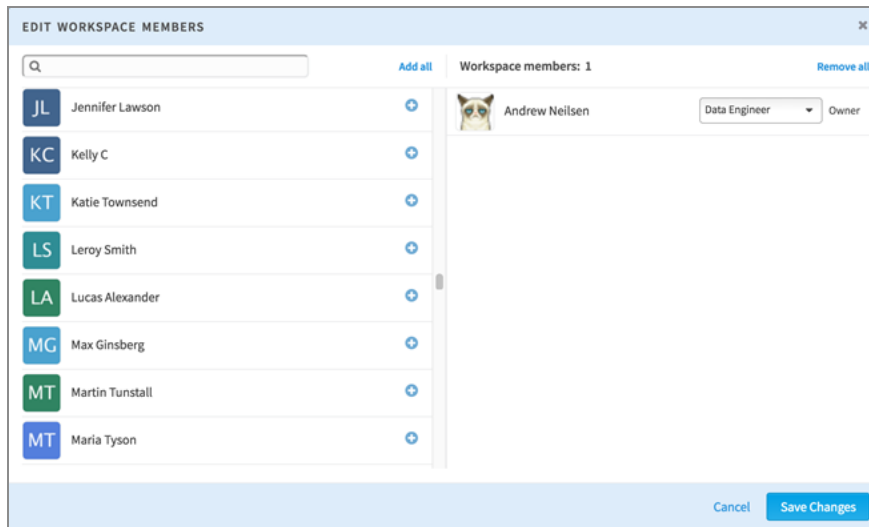 EDIT WORKSPACE MEMBERS
Add all
Workspace members: 1
Remove all
JL Jennifer Lawson
KC Kelly C
KT Katie Townsend
LS Leroy Smith
LA Lucas Alexander
MG Max Ginsberg
MT Martin Tunstall
MT Maria Tyson
Andrew Neilsen Data Engineer Owner
Cancel Save Changes